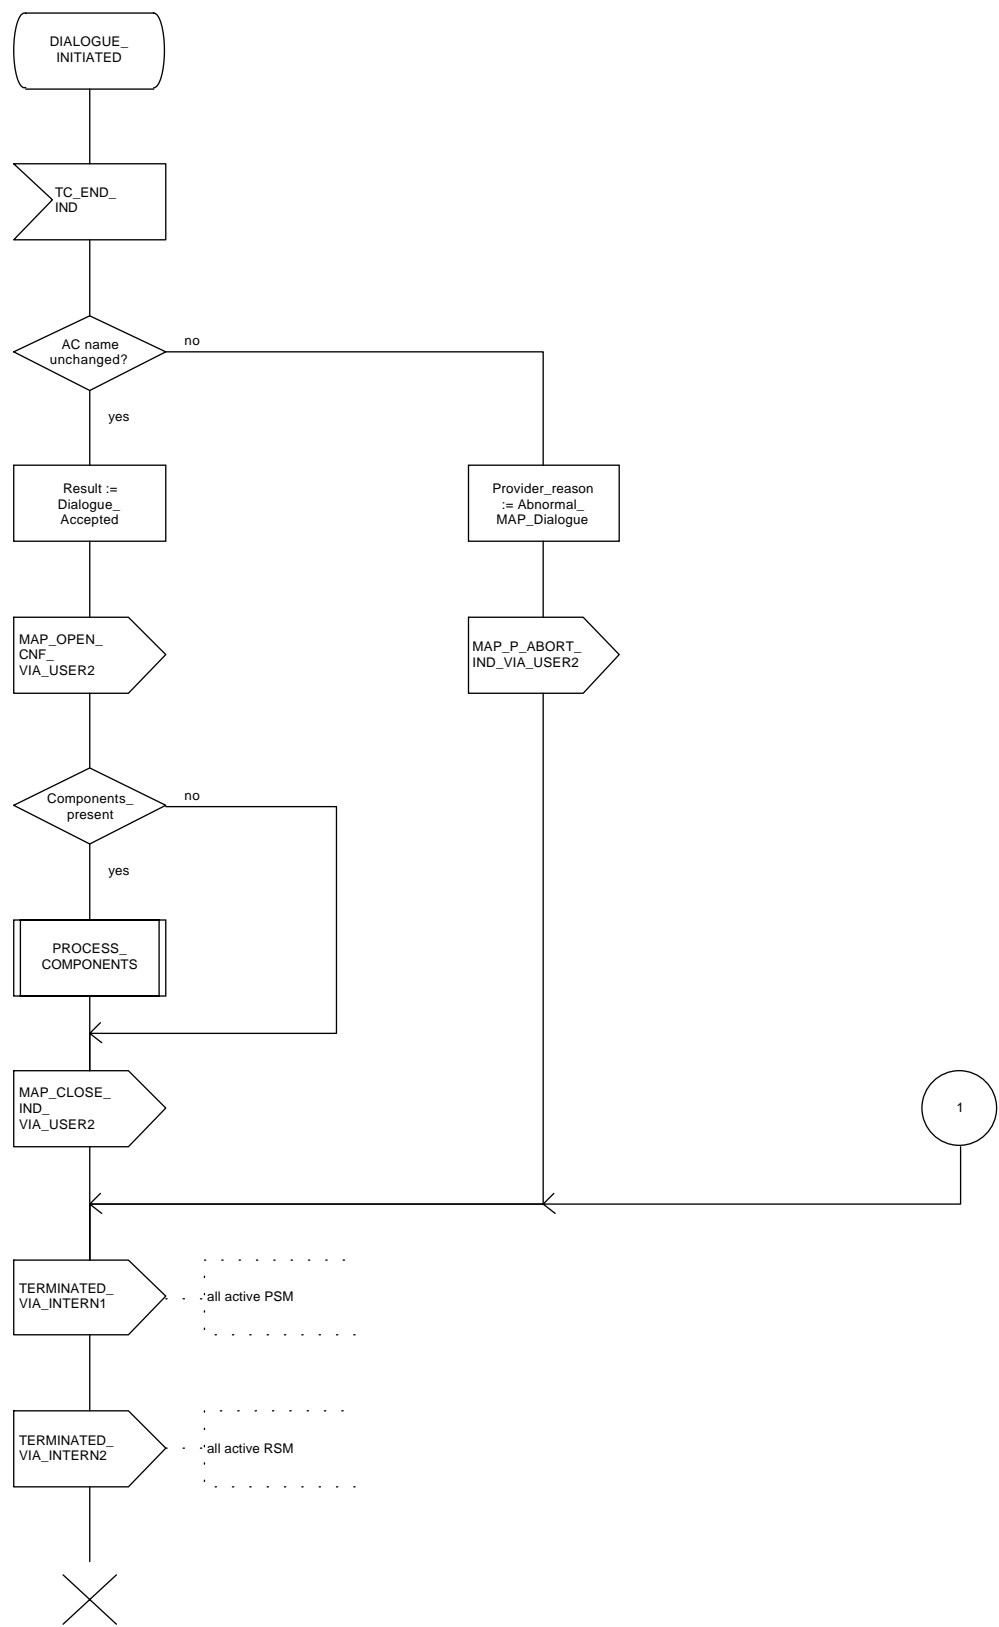 DIALOGUE_
INITIATED
TC_END_
IND
AC name
unchanged?
no
yes
Result :=
Dialogue_
Accepted
Provider_reason
:= Abnormal_
MAP_Dialogue
MAP_OPEN_
CNF_
VIA_USER2
MAP_P_ABORT_
IND_VIA_USER2
Components_
present
no
yes
PROCESS_
COMPONENTS
MAP_CLOSE_
IND_
VIA_USER2
1
TERMINATED_
VIA_INTERN1
all active PSM
TERMINATED_
VIA_INTERN2
all active RSM